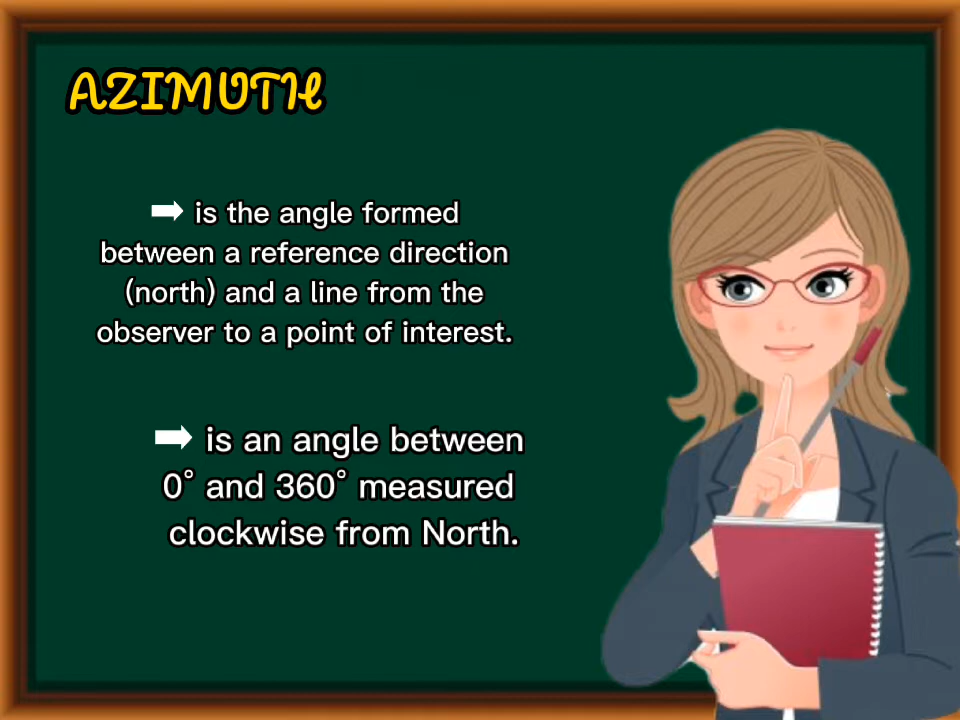 AZIMUTH
➡ is the angle formed
between a reference direction
(north) and a line from the
observer to a point of interest.
➡ is an angle between
0° and 360° measured
clockwise from North.